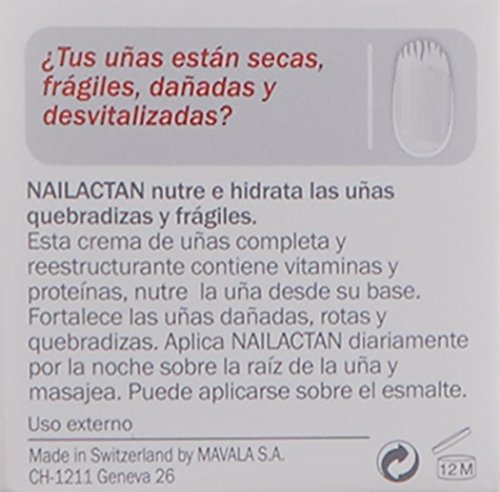 ¿Tus uñas están secas,
frágiles, dañadas y
desvitalizadas?
NAILACTAN nutre e hidrata las uñas
quebradizas y frágiles.
Esta crema de uñas completa y
reestructurante contiene vitaminas y
proteínas, nutre la uña desde su base.
Fortalece las uñas dañadas, rotas y
quebradizas. Aplica NAILACTAN diariamente
por la noche sobre la raíz de la uña y
masajea. Puede aplicarse sobre el esmalte.
Uso externo
Made in Switzerland by MAVALA S.A.
CH-1211 Geneva 26
12 M